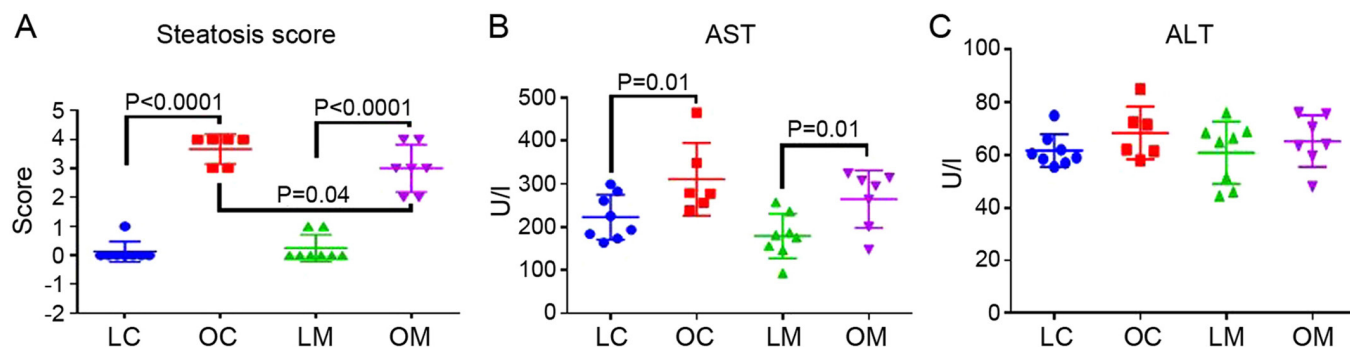 A
Steatosis score
P<0.0001
P<0.0001
P=0.04
Score
5
4
3
2
1
0
-1
-2
LC
OC
LM
OM
B
AST
P=0.01
P=0.01
U/l
500
400
300
200
100
0
LC
OC
LM
OM
C
ALT
U/l
100
80
60
40
20
0
LC
OC
LM
OM